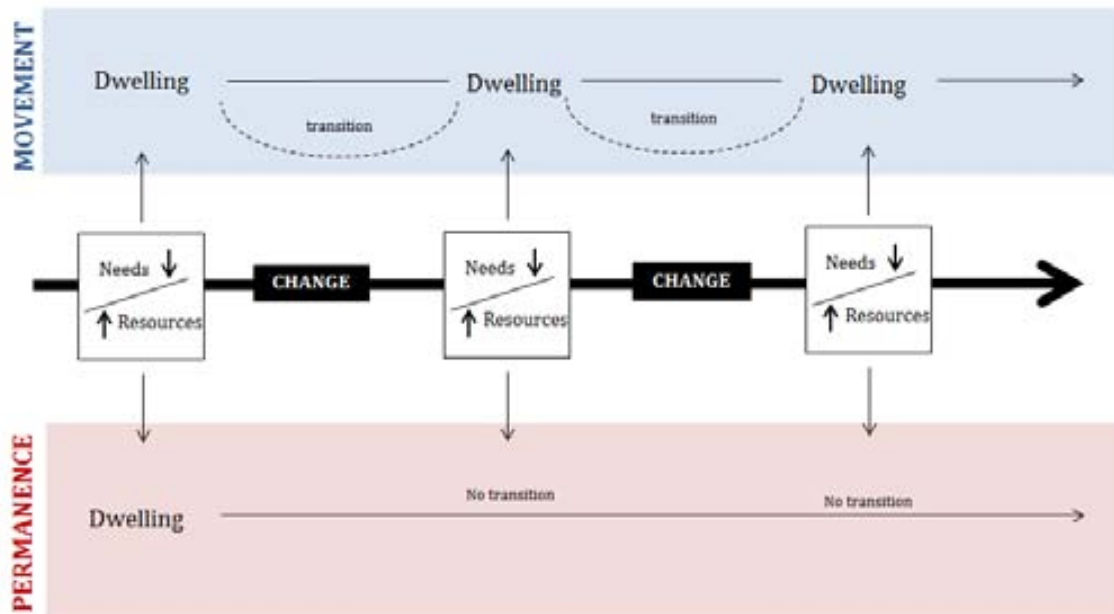 MOVEMENT
Dwelling
Dwelling
Dwelling
transition
transition
Needs
Resources
CHANGE
Needs
Resources
CHANGE
Needs
Resources
PERMANENCE
Dwelling
No transition
No transition